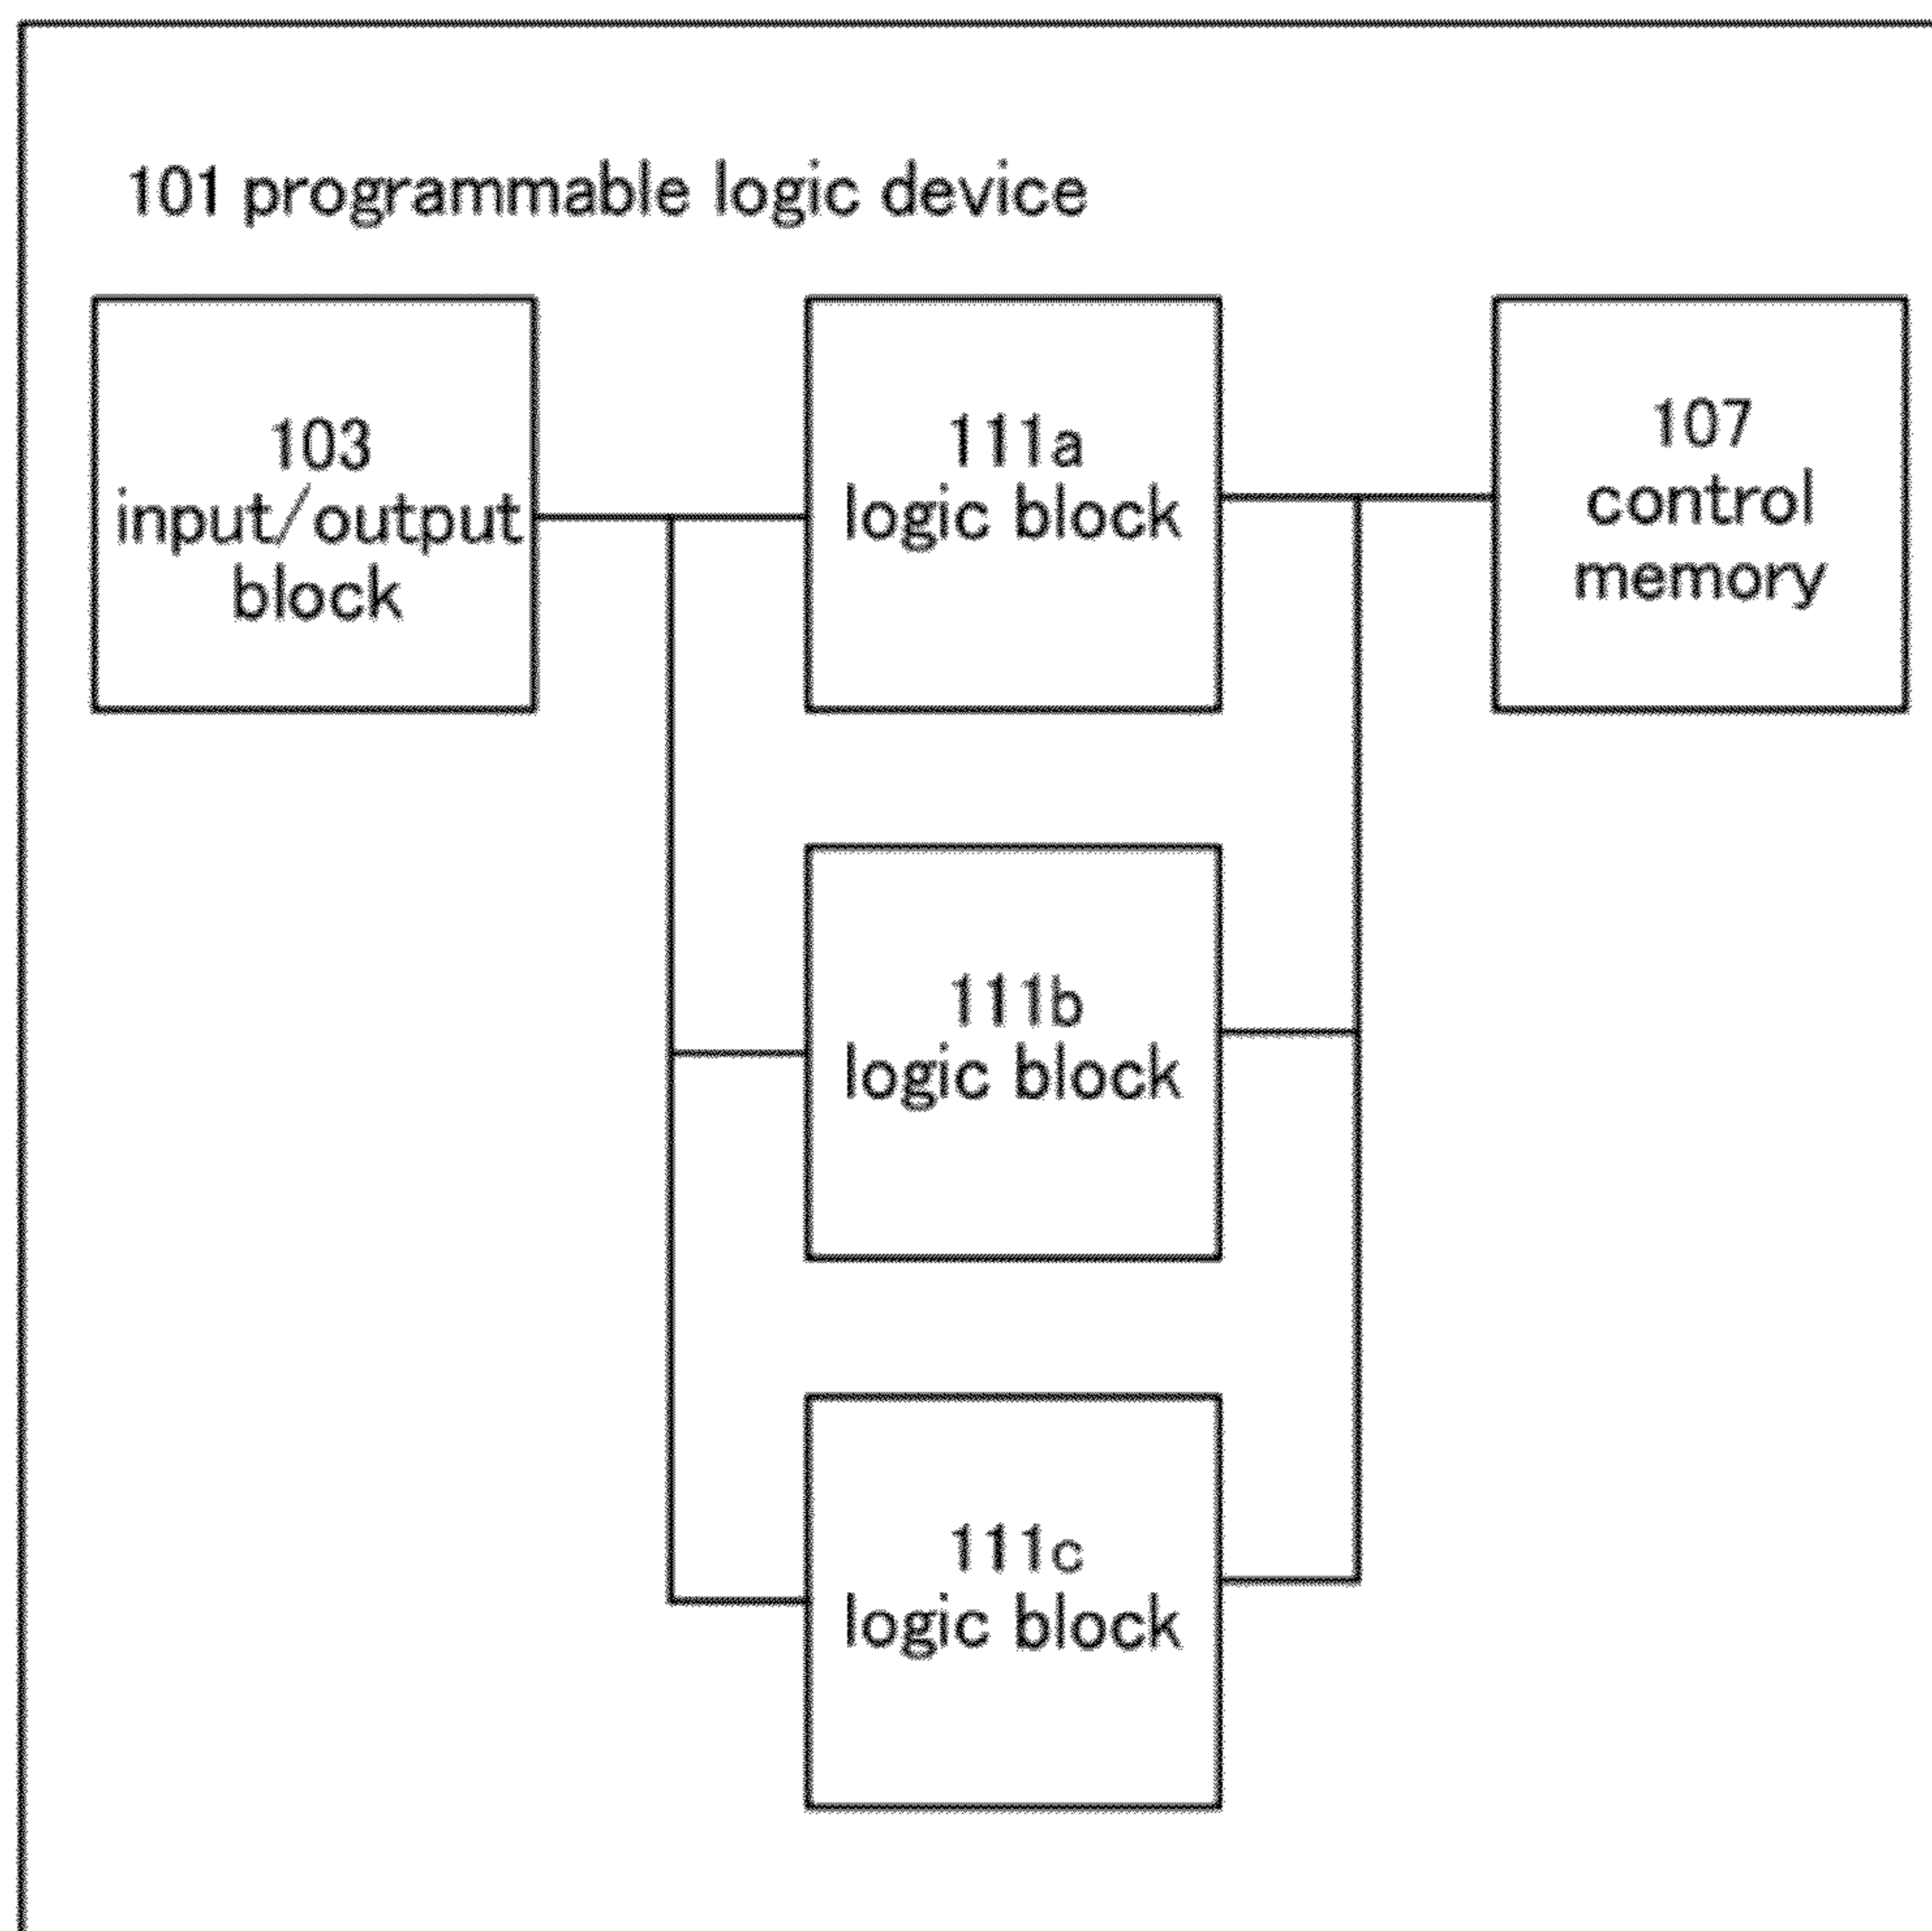 101 programmable logic device
103
input/output
block
111a
logic block
107
control
memory
111b
logic block
111c
logic block